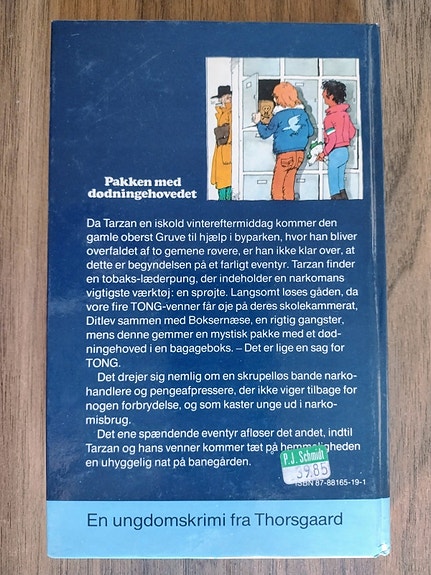 Pakken med
dødningehovedet
Da Tarzan en iskold vintereftermiddag kommer den
gamle oberst Gruve til hjælp i byparken, hvor han bliver
overfaldet af to gemene røvere, er han ikke klar over, at
dette er begyndelsen på et farligt eventyr. Tarzan finder
en tobaks-læderpung, der indeholder en narkomans
vigtigste værktøj: en sprøjte. Langsomt løses gåden, da
vore fire TONG-venner får øje på deres skolekammerat,
Ditlev sammen med Boksernæse, en rigtig gangster,
mens denne gemmer en mystisk pakke med et død-
ningehoved i en bagageboks. – Det er lige en sag for
TONG.
Det drejer sig nemlig om en skrupelløs bande narko-
handlere og pengeafpressere, der ikke viger tilbage for
nogen forbrydelse, og som kaster unge ud i narko-
misbrug.
Det ene spændende eventyr afløser det andet, indtil
Tarzan og hans venner kommer tæt på hemmeligheden
en uhyggelig nat på banegården.
P. J. Schmidt
39.85
ISBN 87-88165-19-1
En ungdomskrimi fra Thorsgaard